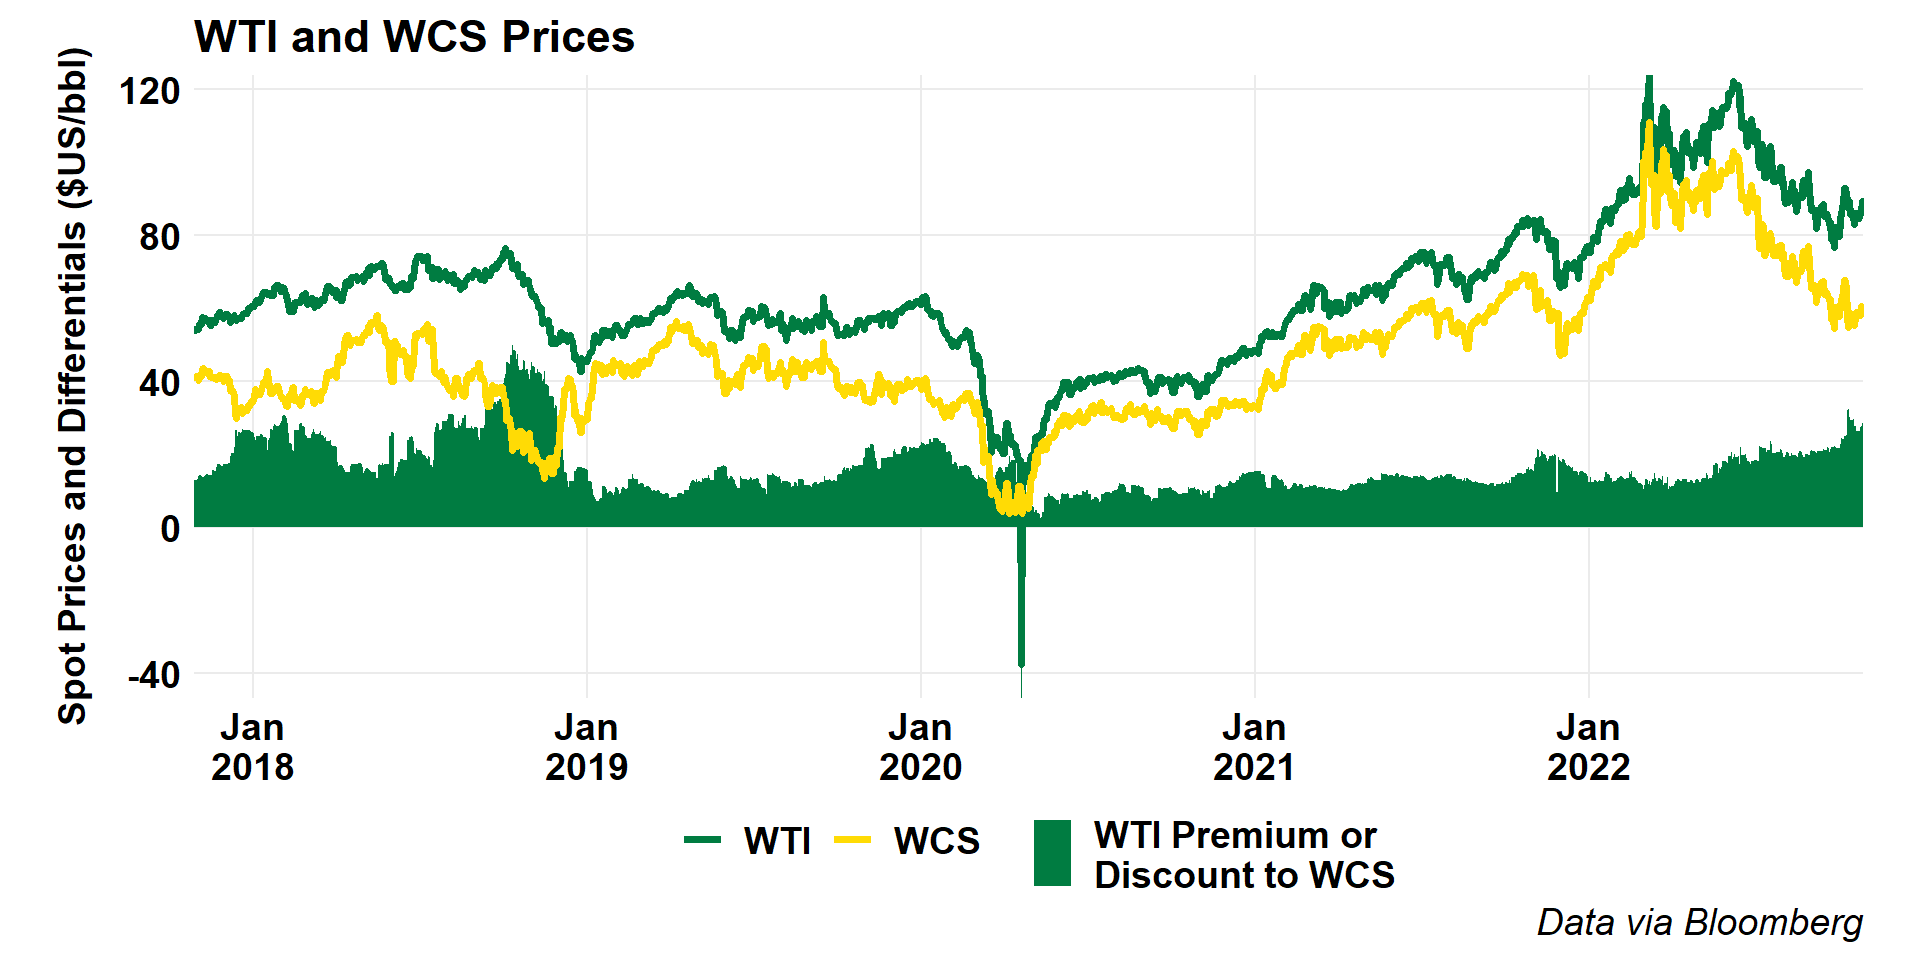 WTI and WCS Prices
Spot Prices and Differentials ($US/bbl)
120
80
40
0
-40
Jan Jan Jan Jan Jan
2018 2019 2020 2021 2022
WTI WCS WTI Premium or
Discount to WCS
Data via Bloomberg